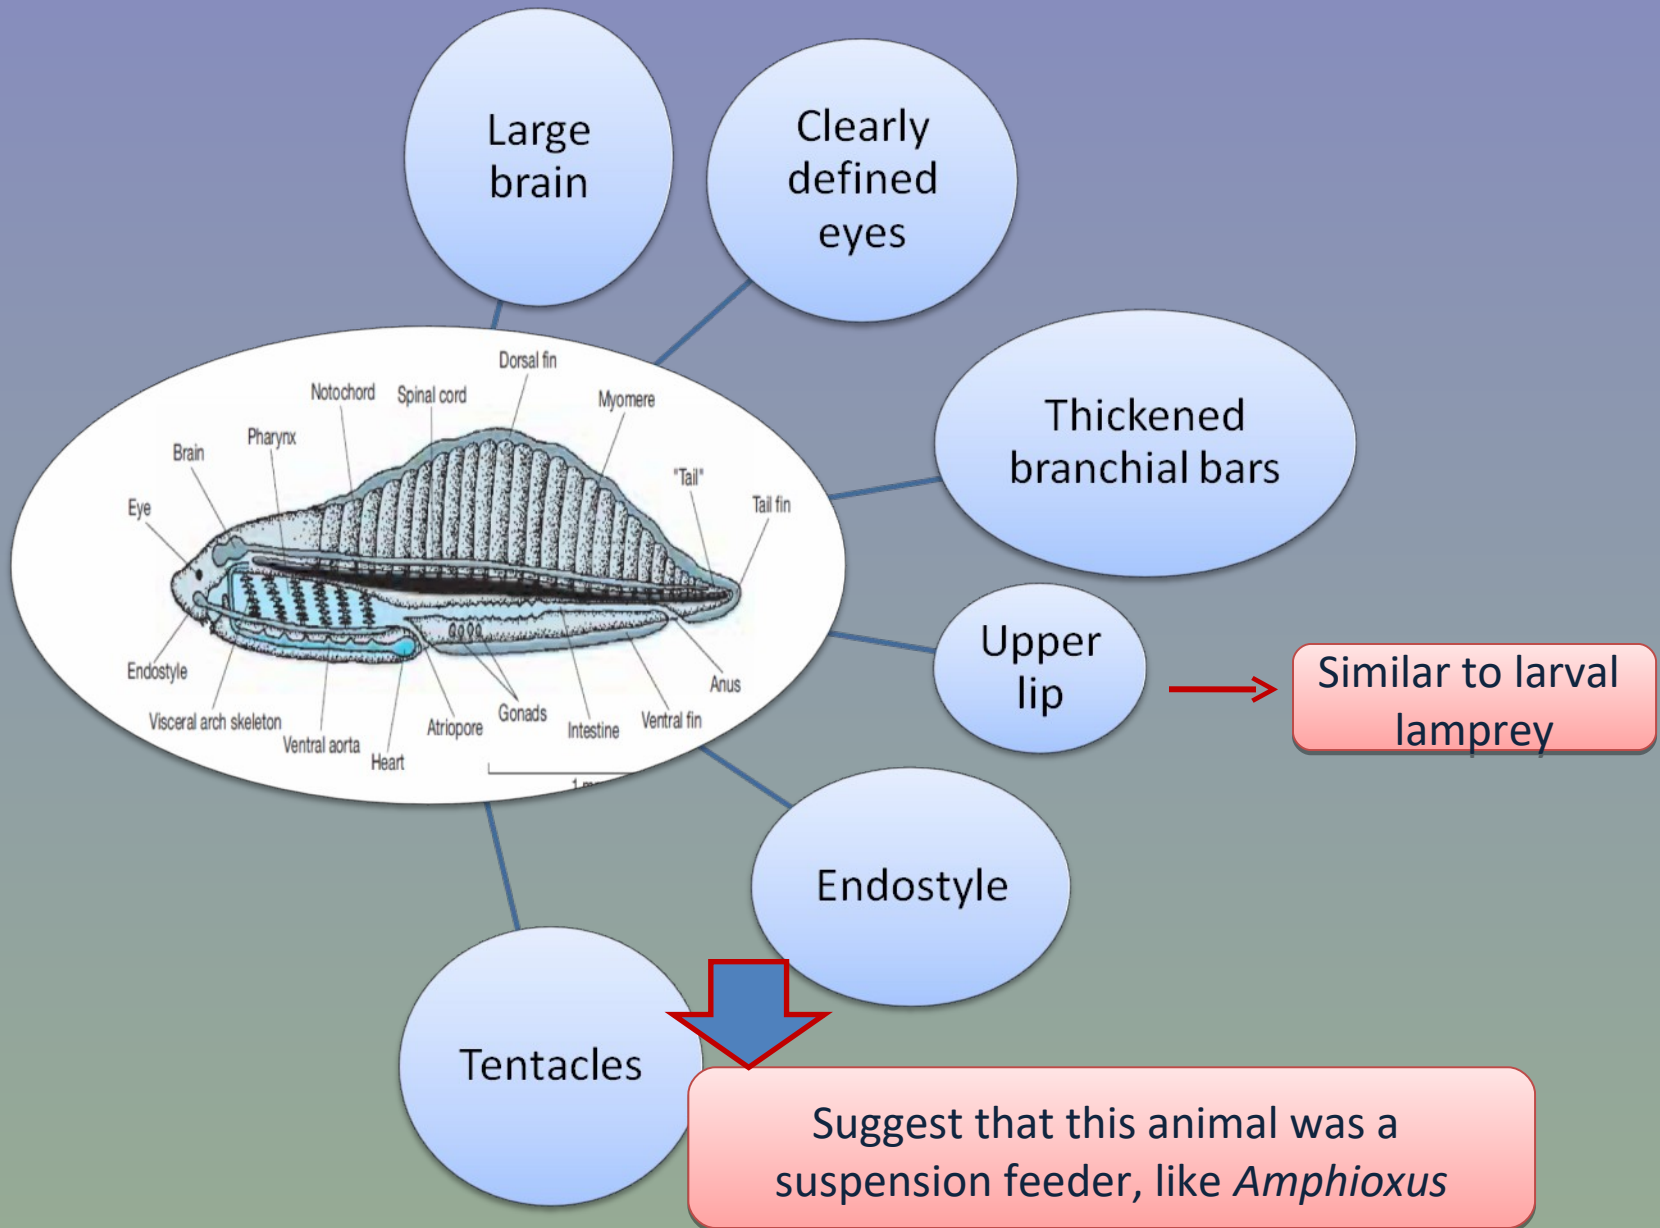 Large
brain
Clearly
defined
eyes
Thickened
branchial bars
Upper
lip
Similar to larval
lamprey
Endostyle
Tentacles
Suggest that this animal was a
suspension feeder, like Amphioxus
Dorsal fin
Notochord
Spinal cord
Myomere
Pharynx
Brain
"Tail"
Tail fin
Eye
Endostyle
Visceral arch skeleton
Ventral aorta
Heart
Atriopore
Gonads
Intestine
Ventral fin
Anus
1